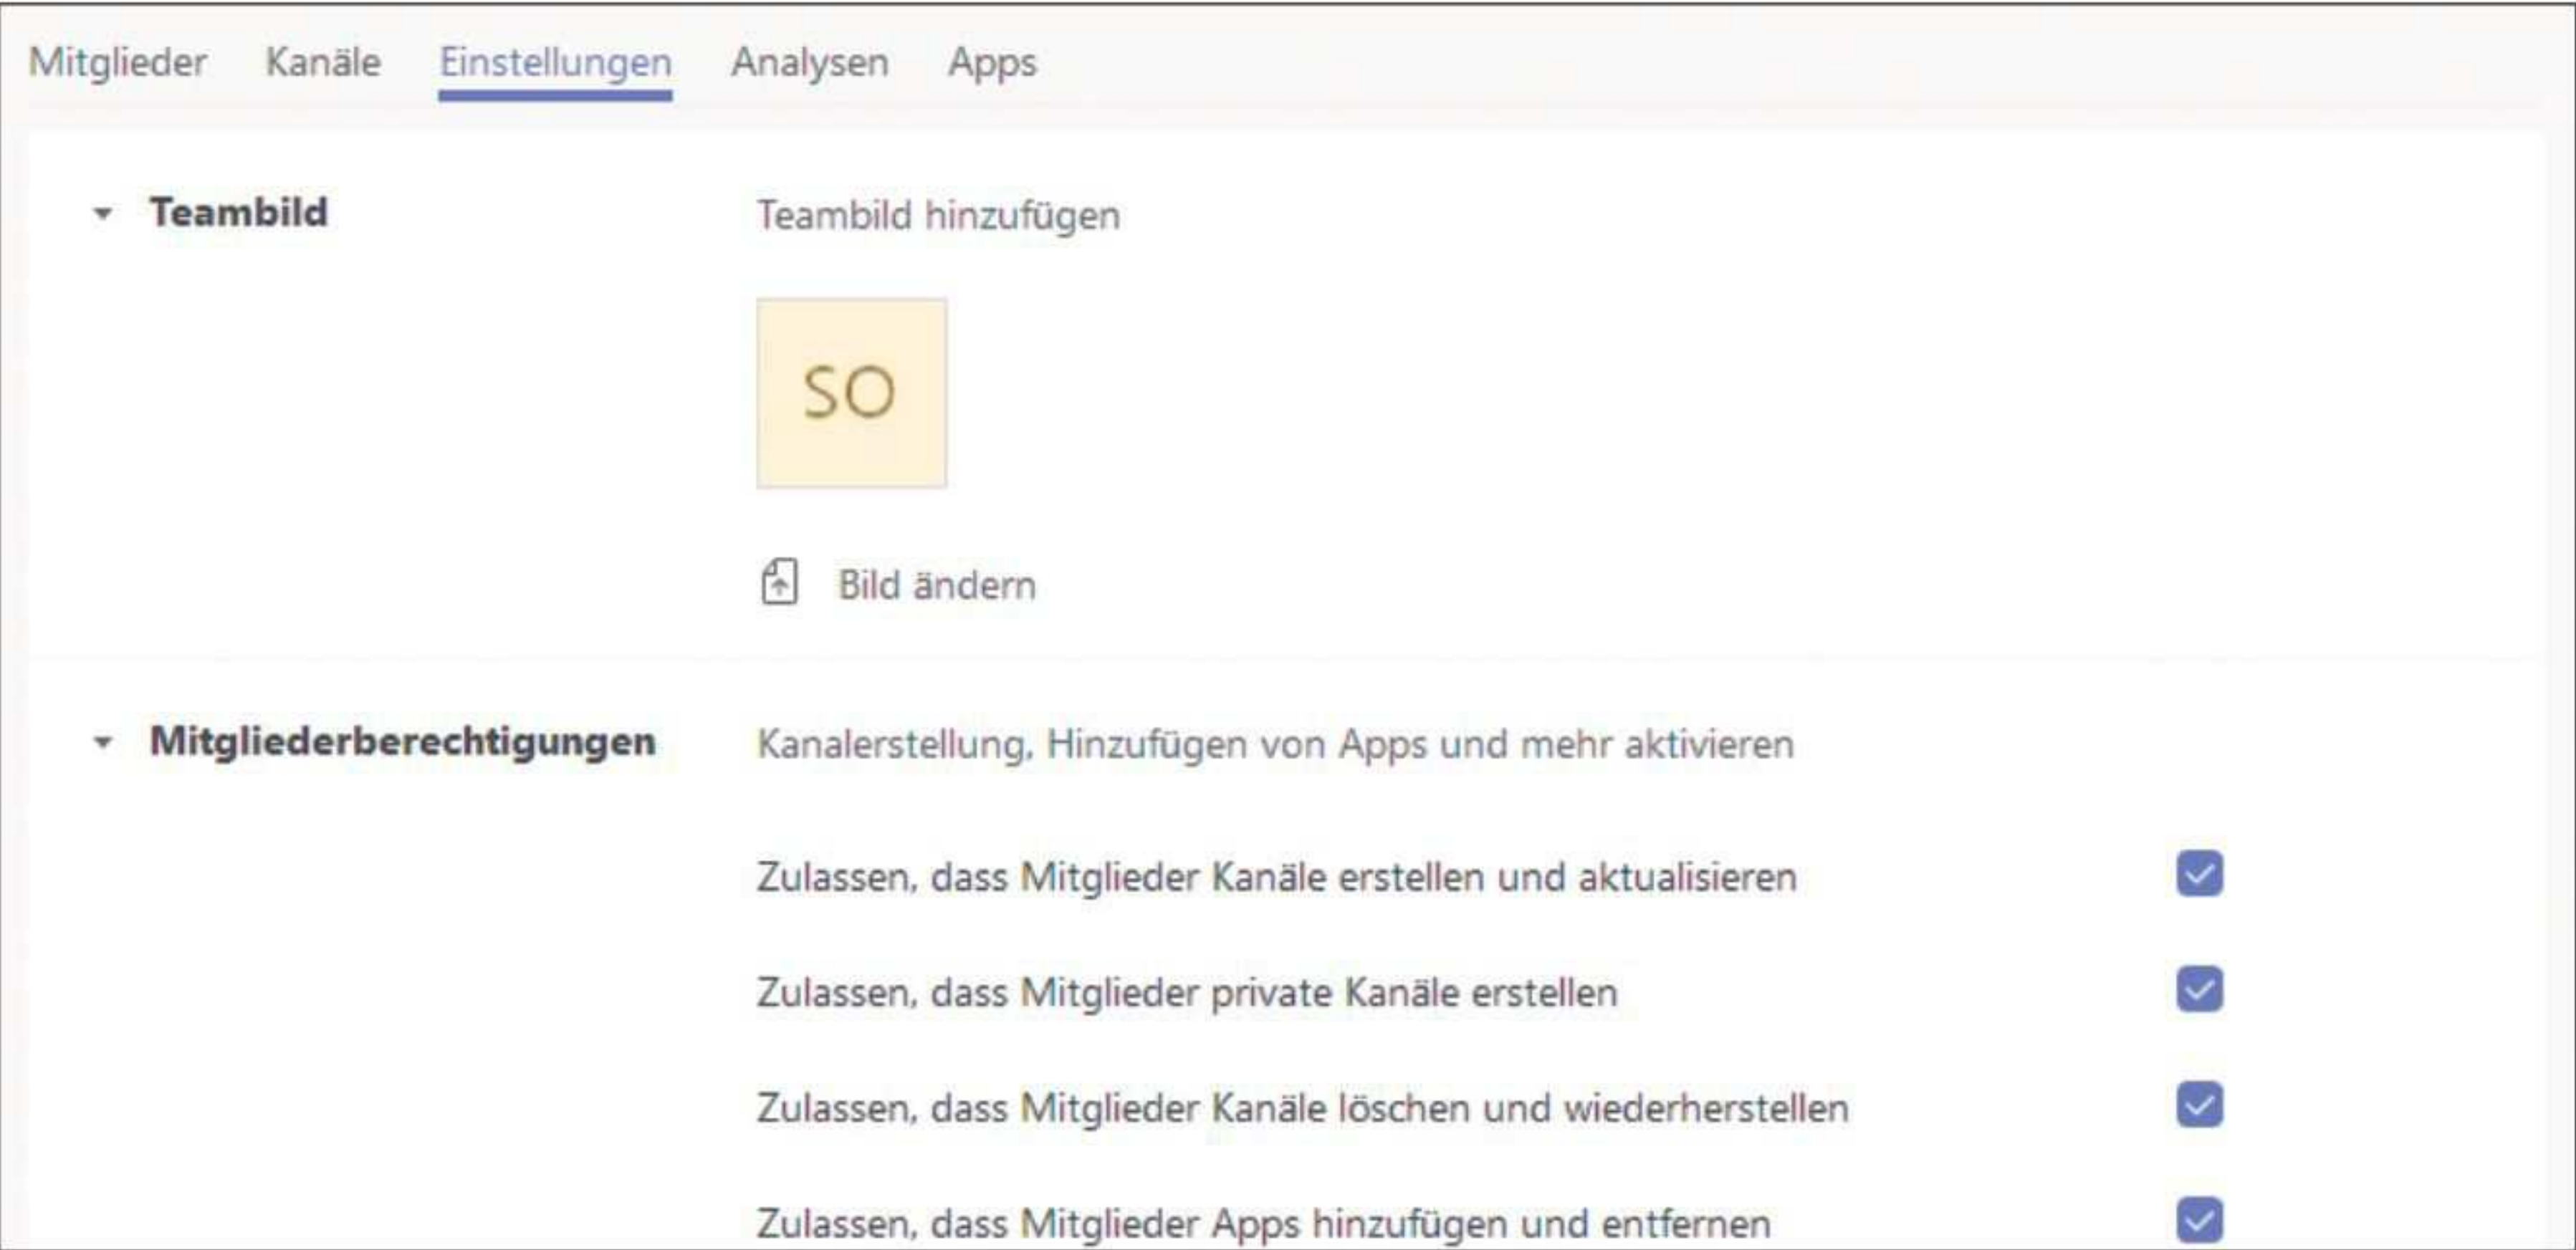 Mitglieder Kanäle Einstellungen Analysen Apps
Teambild Teambild hinzufügen
SO
Bild ändern
Mitgliederberechtigungen Kanalerstellung, Hinzufügen von Apps und mehr aktivieren
Zulassen, dass Mitglieder Kanäle erstellen und aktualisieren
Zulassen, dass Mitglieder private Kanäle erstellen
Zulassen, dass Mitglieder Kanäle löschen und wiederherstellen
Zulassen, dass Mitglieder Apps hinzufügen und entfernen